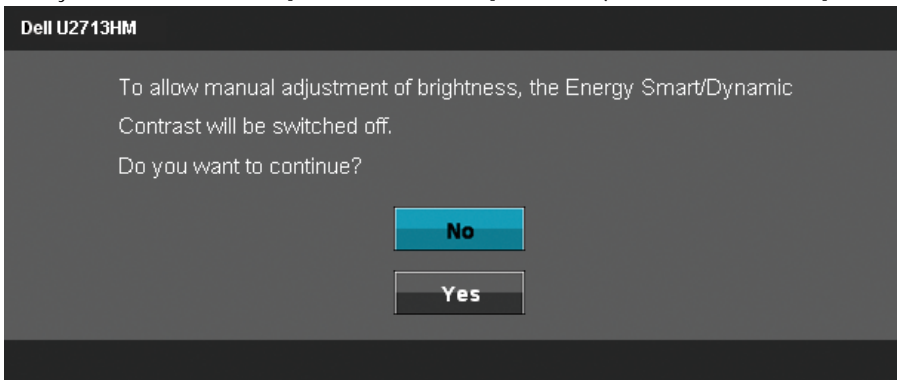 Dell U2713HM
To allow manual adjustment of brightness, the Energy Smart/Dynamic
Contrast will be switched off.
Do you want to continue?
No
Yes